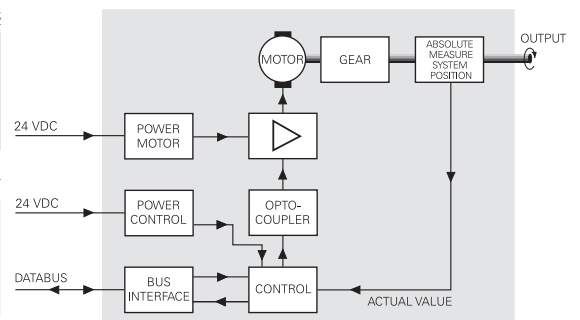 OUTPUT
MOTOR
GEAR
ABSOLUTE
MEASURE
SYSTEM
POSITION
24 VDC
POWER
MOTOR
24 VDC
POWER
CONTROL
OPTO-
COUPLER
DATABUS
BUS
INTERFACE
CONTROL
ACTUAL VALUE